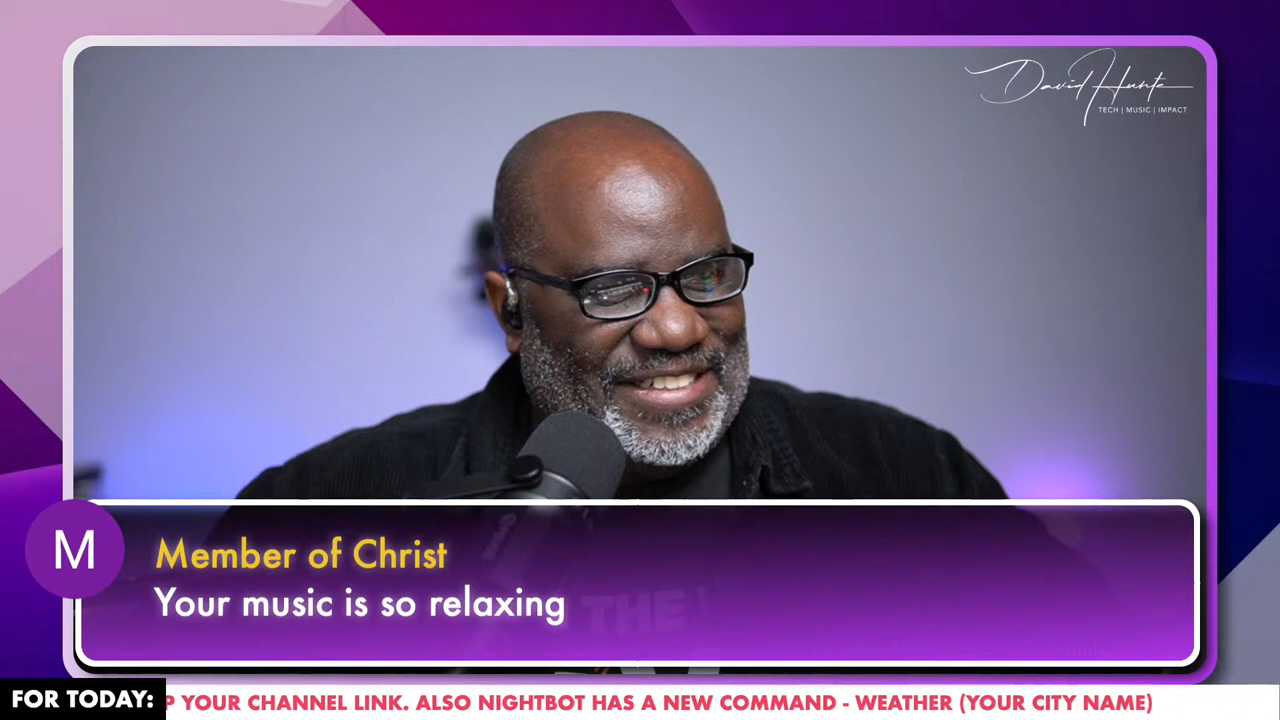 David Hunte
TECH | MUSIC | IMPACT
M
Member of Christ
Your music is so relaxing
THE
FOR TODAY: P YOUR CHANNEL LINK. ALSO NIGHTBOT HAS A NEW COMMAND - WEATHER (YOUR CITY NAME)